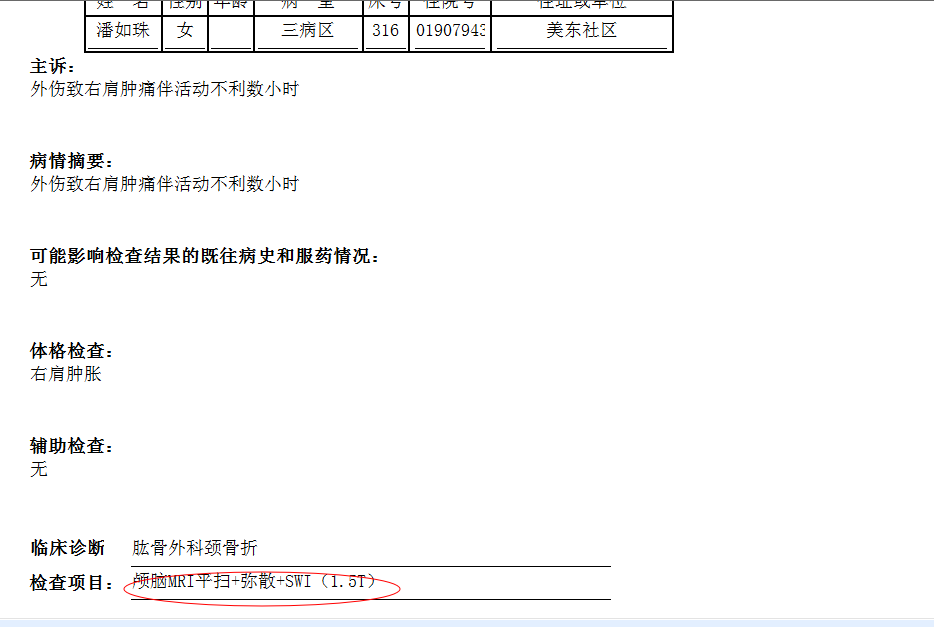 姓 名 性别 年龄 病 室 床号 住院号 住址或单位
潘如珠 女 三病区 316 01907943 美东社区
主诉：
外伤致右肩肿痛伴活动不利数小时
病情摘要：
外伤致右肩肿痛伴活动不利数小时
可能影响检查结果的既往病史和服药情况：
无
体格检查：
右肩肿胀
辅助检查：
无
临床诊断 肱骨外科颈骨折
检查项目： 颅脑MRI平扫+弥散+SWI（1.5T）